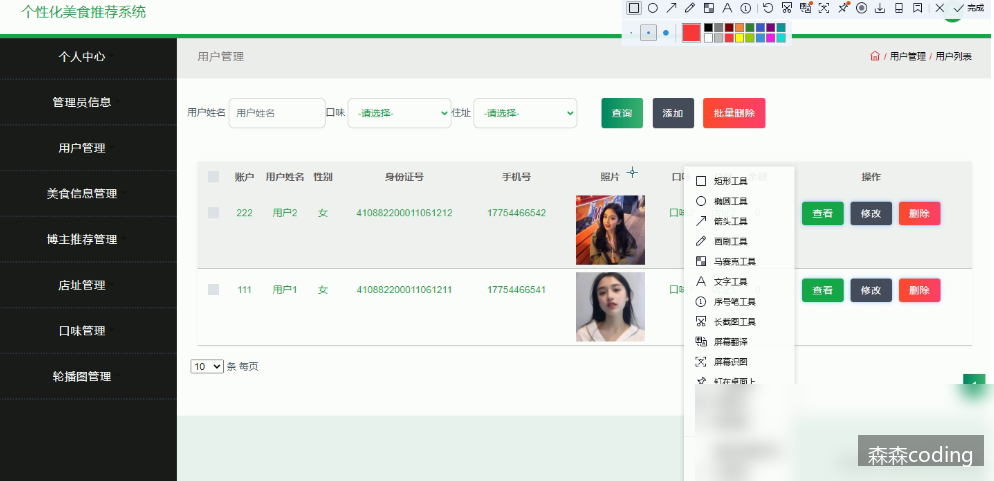 个性化美食推荐系统
完成
个人中心
管理员信息
用户管理
美食信息管理
博主推荐管理
店址管理
口味管理
轮播图管理
用户管理
/ 用户管理 / 用户列表
用户姓名 用户姓名 口味 -请选择- 住址 -请选择- 查询 添加 批量删除
账户 用户姓名 性别 身份证号 手机号 照片 操作
222 用户2 女 410882200011061212 17754466542 查看 修改 删除
111 用户1 女 410882200011061211 17754466541 查看 修改 删除
10 条 每页
矩形工具
椭圆工具
箭头工具
画刷工具
马赛克工具
文字工具
序号笔工具
长截图工具
屏幕翻译
屏幕识图
钉在桌面上
森森coding